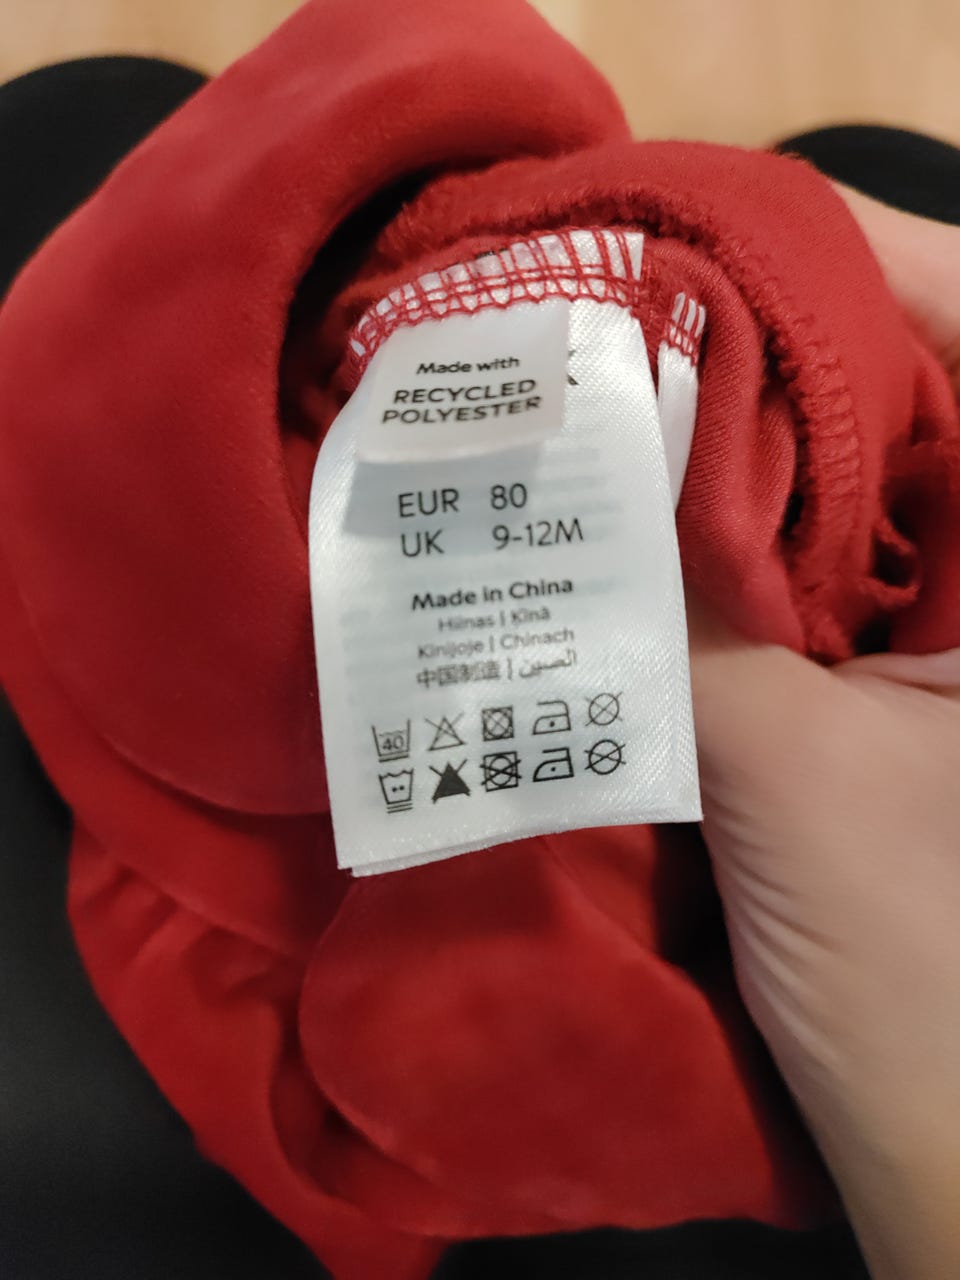 Made with
RECYCLED
POLYESTER
EUR 80
UK 9-12M
Made in China
Hiinas | Ķīnā
Kinijoje | Chinach
中国制造 | الصين
40